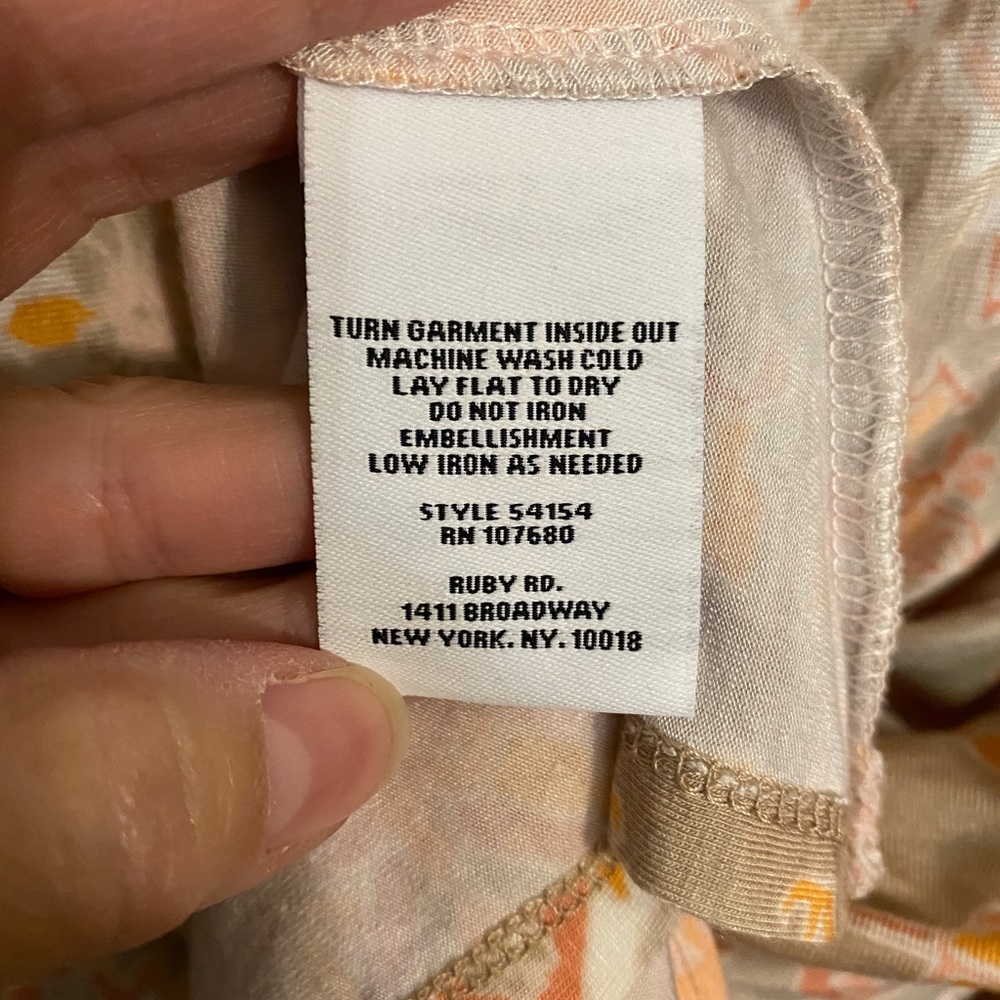 TURN GARMENT INSIDE OUT
MACHINE WASH COLD
LAY FLAT TO DRY
DO NOT IRON
EMBELLISHMENT
LOW IRON AS NEEDED
STYLE 54154
RN 107680
RUBY RD.
1411 BROADWAY
NEW YORK. NY. 10018